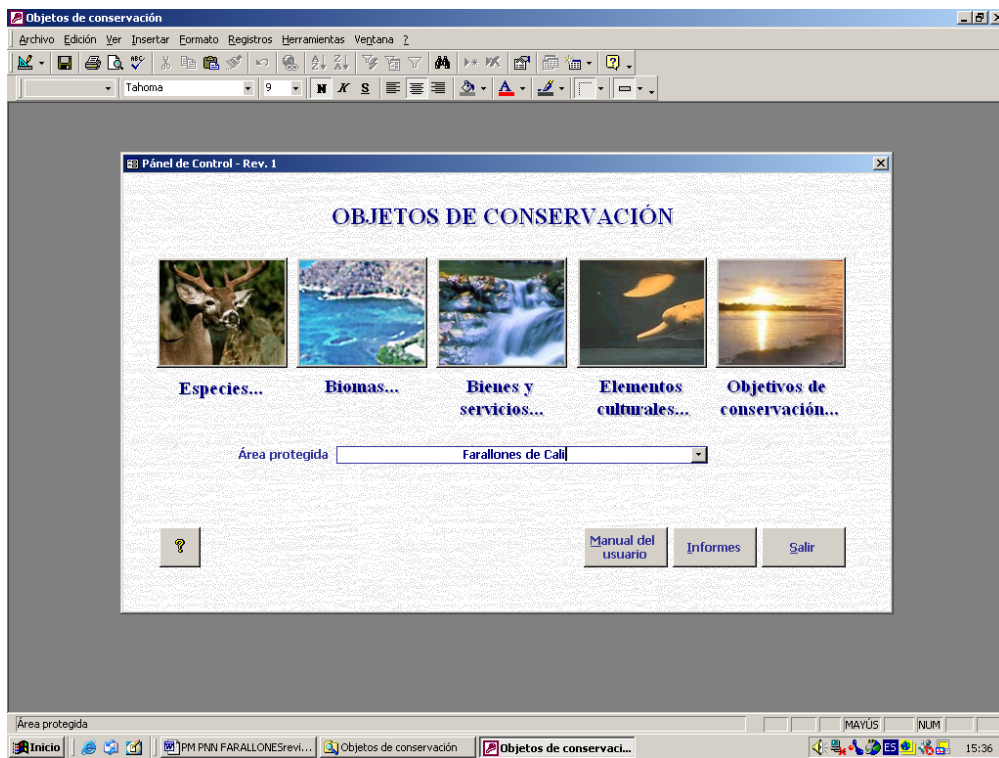 Objetos de conservación
Archivo Edición Ver Insertar Formato Registros Herramientas Ventana ?
Tahoma 9 N K S
Pánel de Control - Rev. 1
OBJETOS DE CONSERVACIÓN
Especies... Biomas... Bienes y servicios... Elementos culturales... Objetivos de conservación...
Área protegida Farallones de Cali
? Manual del usuario Informes Salir
Área protegida MAYÚS NUM
Inicio PM PNN FARALLONESrevi... Objetos de conservación Objetos de conservaci... ES 15:36